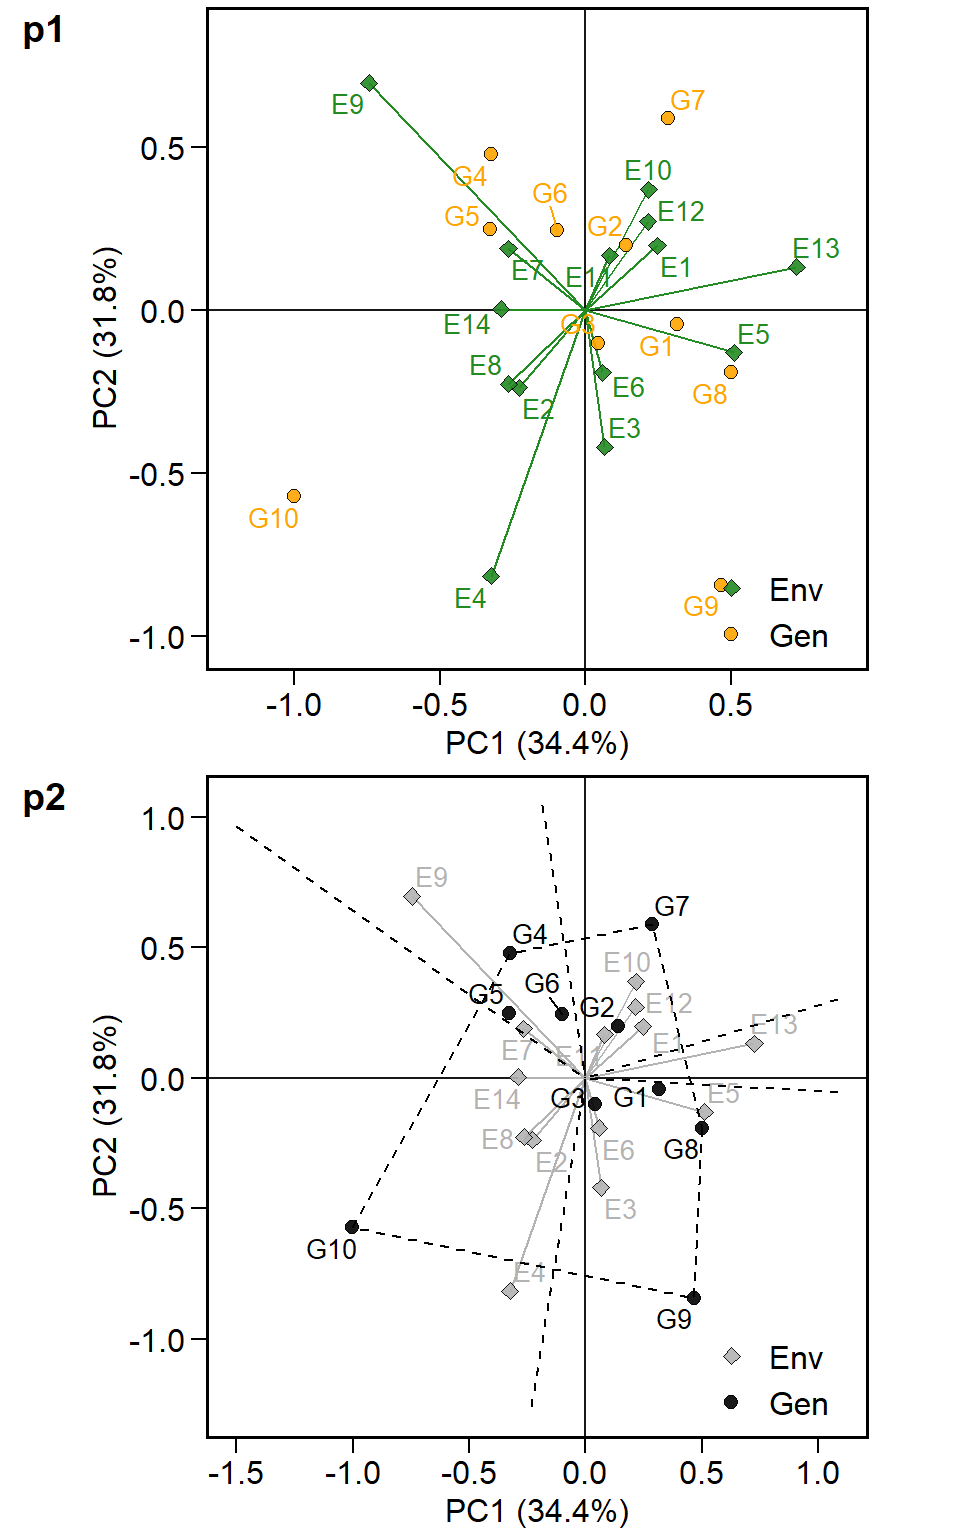 p1
E9
G7
G4
E10
G6
G5
G2
E12
E7
E11
E1
E13
E14
G3
G1
E5
E8
E6
G8
E2
E3
G10
E4
G9
Env
Gen
0.5
0.0
-0.5
-1.0
PC2 (31.8%)
-1.0 -0.5 0.0 0.5
PC1 (34.4%)
p2
E9
G7
G4
E10
G6
G5
G2
E12
E13
E7
E11
E1
E14
G3
G1
E5
E8
E6
G8
E2
E3
G10
E4
G9
Env
Gen
1.0
0.5
0.0
-0.5
-1.0
PC2 (31.8%)
-1.5 -1.0 -0.5 0.0 0.5 1.0
PC1 (34.4%)